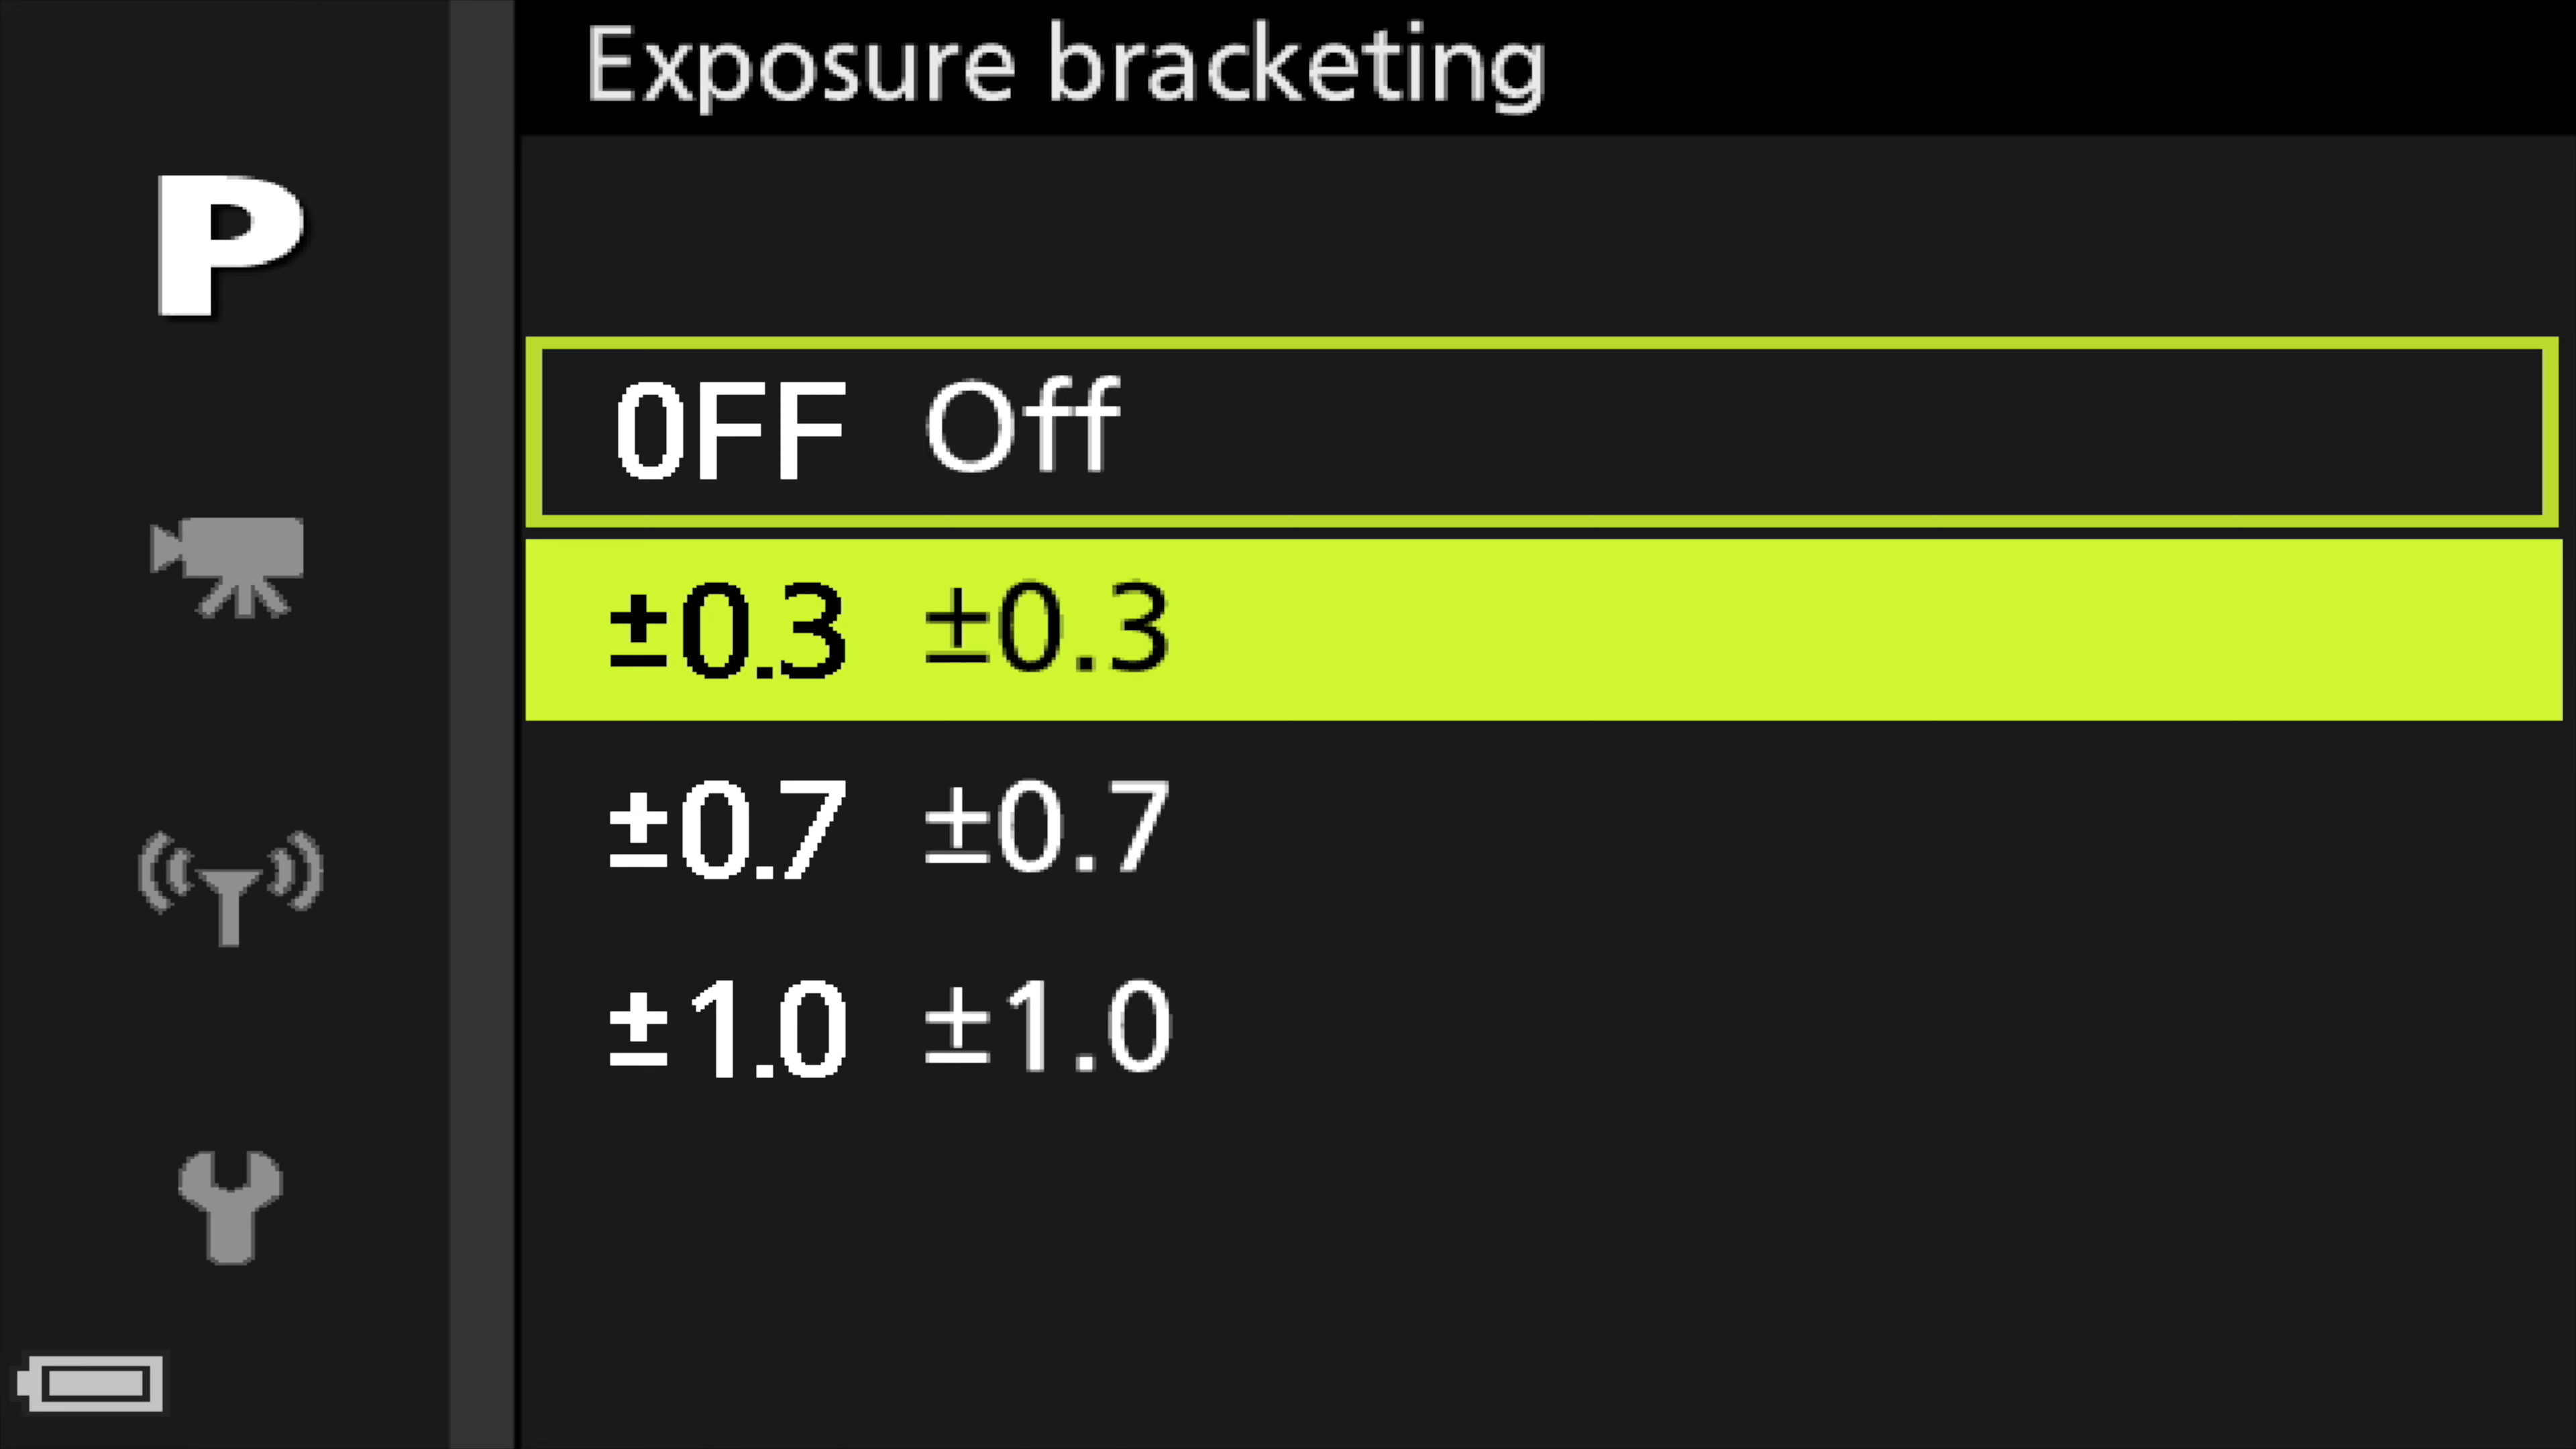 Exposure bracketing
P
OFF Off
±0.3 ±0.3
±0.7 ±0.7
±1.0 ±1.0